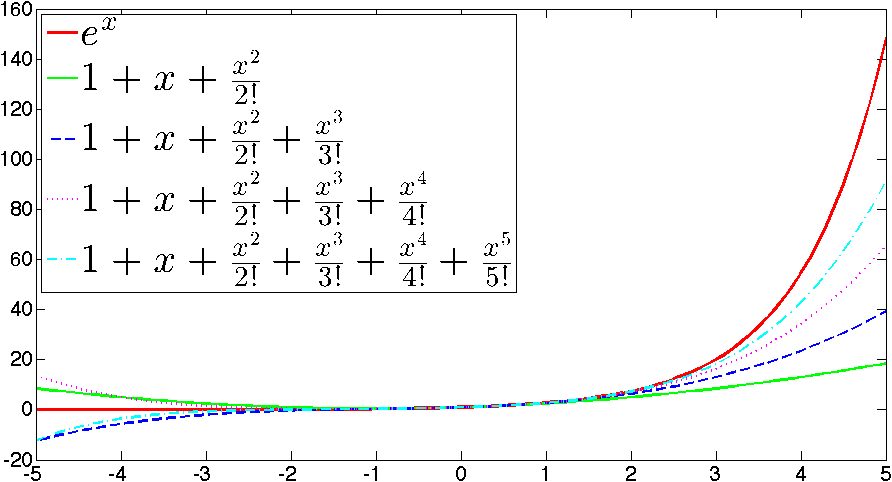 160
140
120
100
80
60
40
20
0
-20
e^x
1 + x + x^2/2!
1 + x + x^2/2! + x^3/3!
1 + x + x^2/2! + x^3/3! + x^4/4!
1 + x + x^2/2! + x^3/3! + x^4/4! + x^5/5!
-5 -4 -3 -2 -1 0 1 2 3 4 5